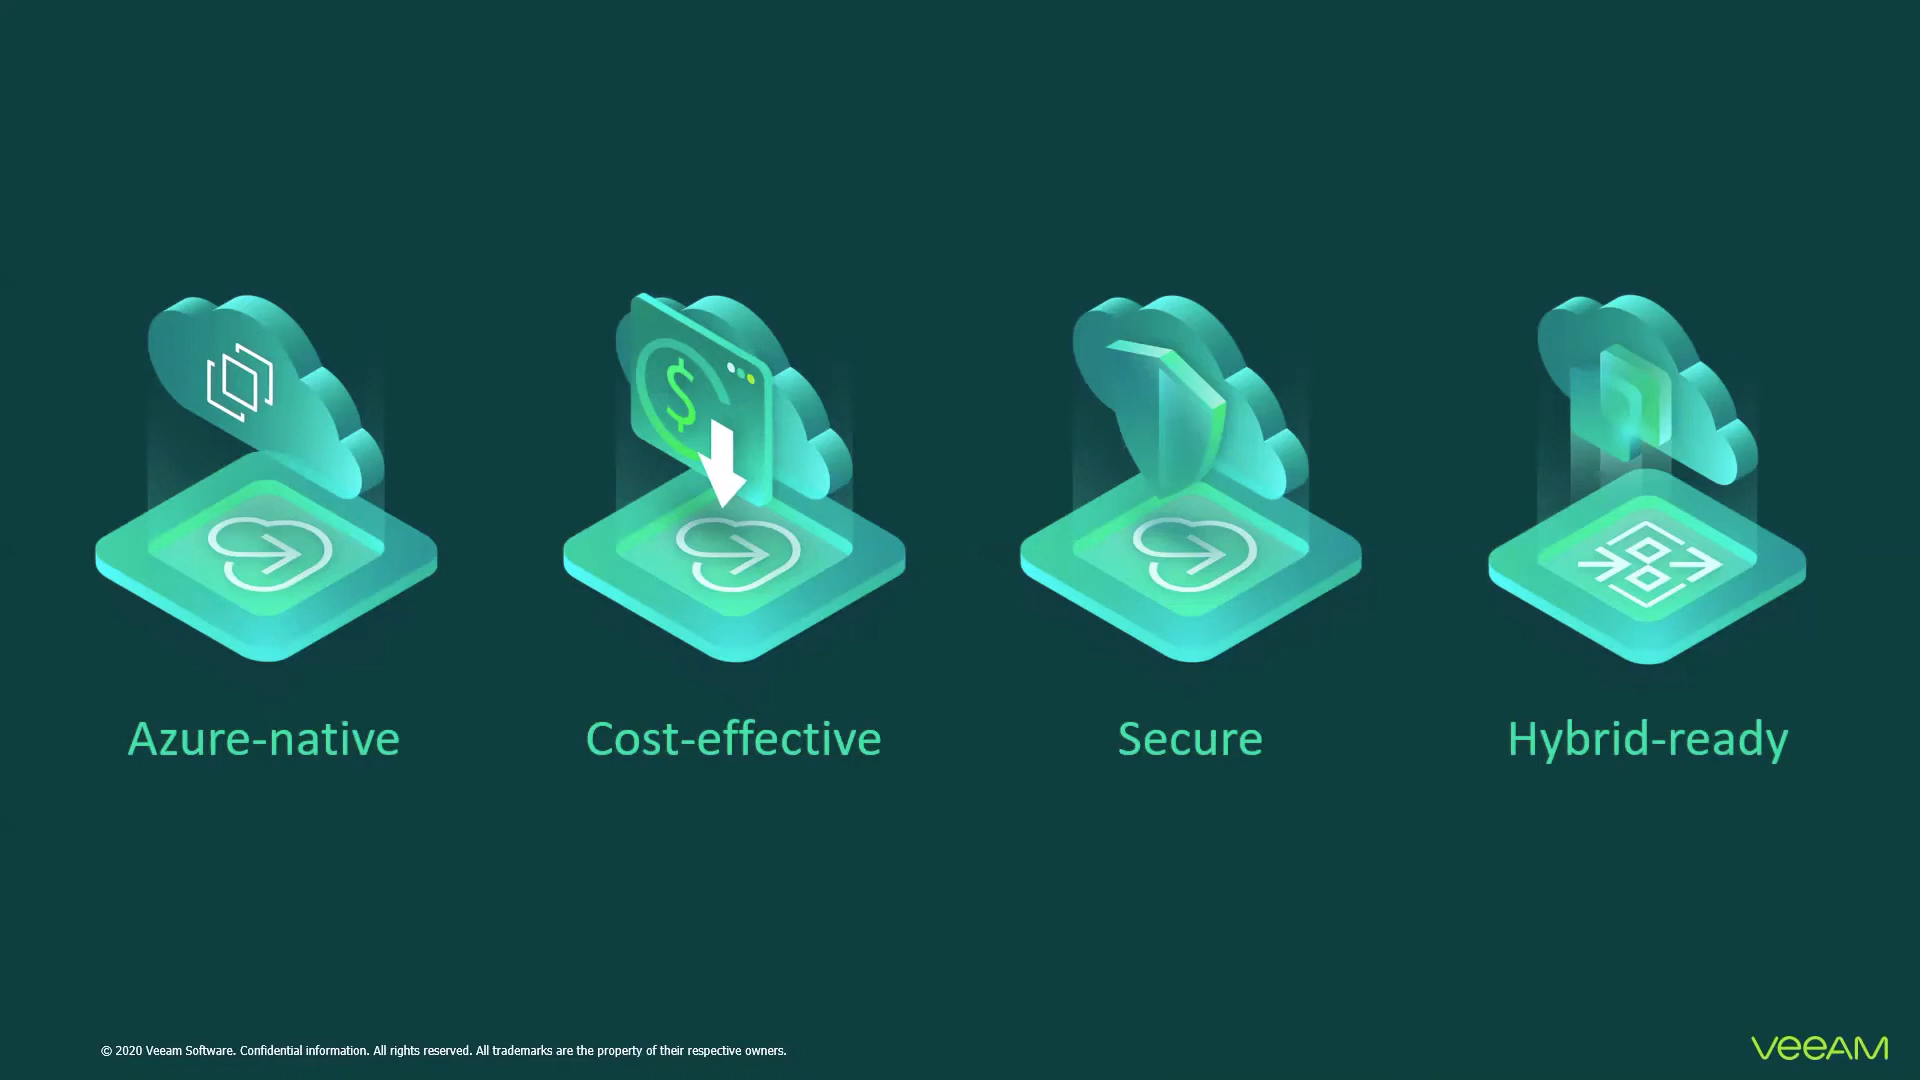 $
Azure-native
Cost-effective
Secure
Hybrid-ready
© 2020 Veeam Software. Confidential information. All rights reserved. All trademarks are the property of their respective owners.
VEEAM